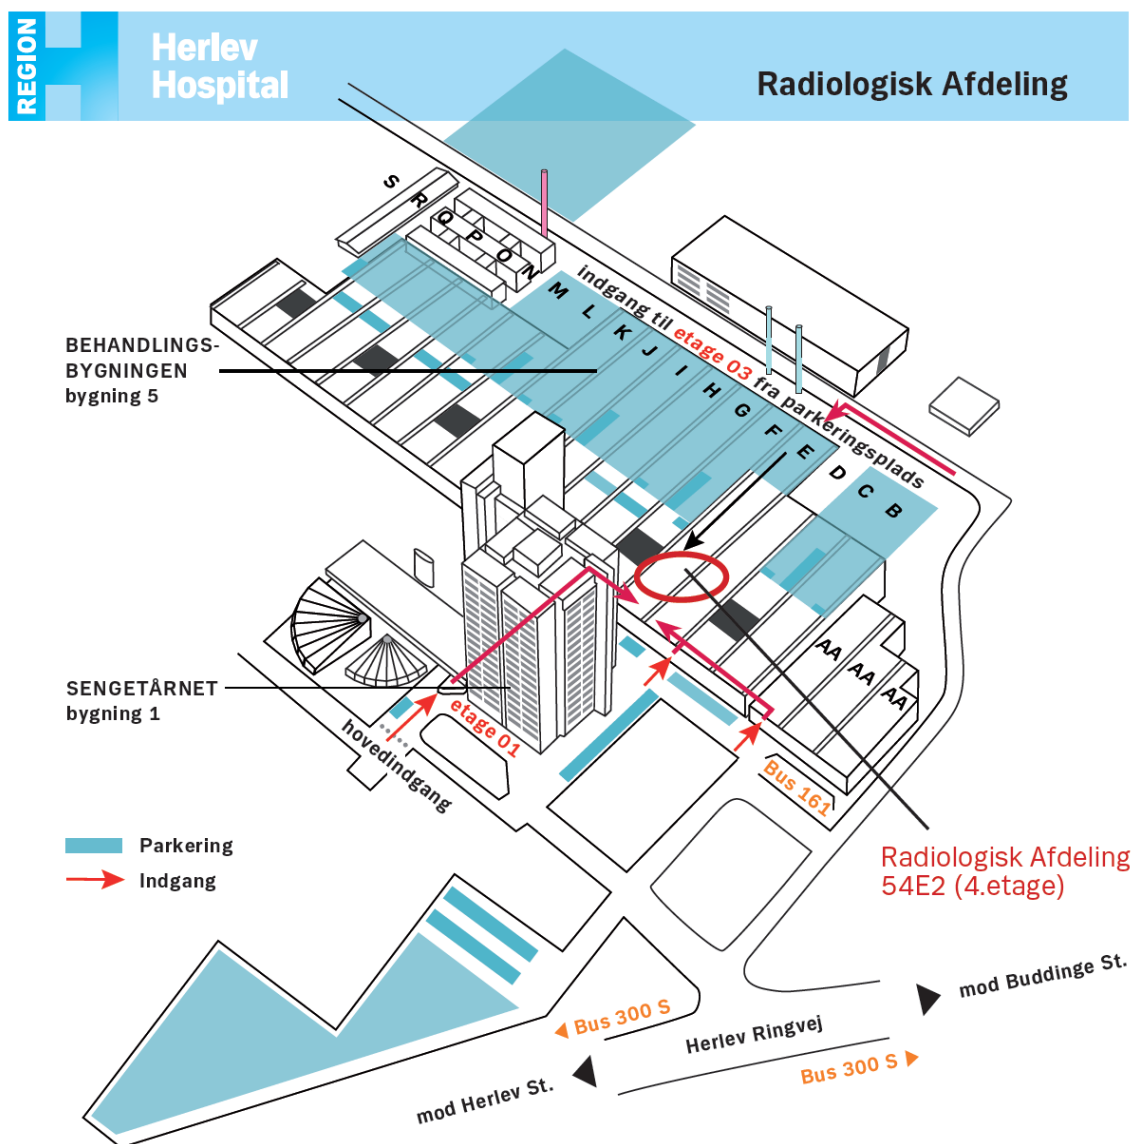 REGION
H
Herlev
Hospital
Radiologisk Afdeling
S R Q P O N M L K J I H G F E D C B
indgang til etage 03 fra parkeringsplads
BEHANDLINGS-
BYGNINGEN
bygning 5
AA AA AA
SENGETÅRNET
bygning 1
etage 01
hovedindgang
Bus 161
Parkering
Indgang
Radiologisk Afdeling
54E2 (4.etage)
mod Buddinge St.
Bus 300 S
Herlev Ringvej
Bus 300 S
mod Herlev St.